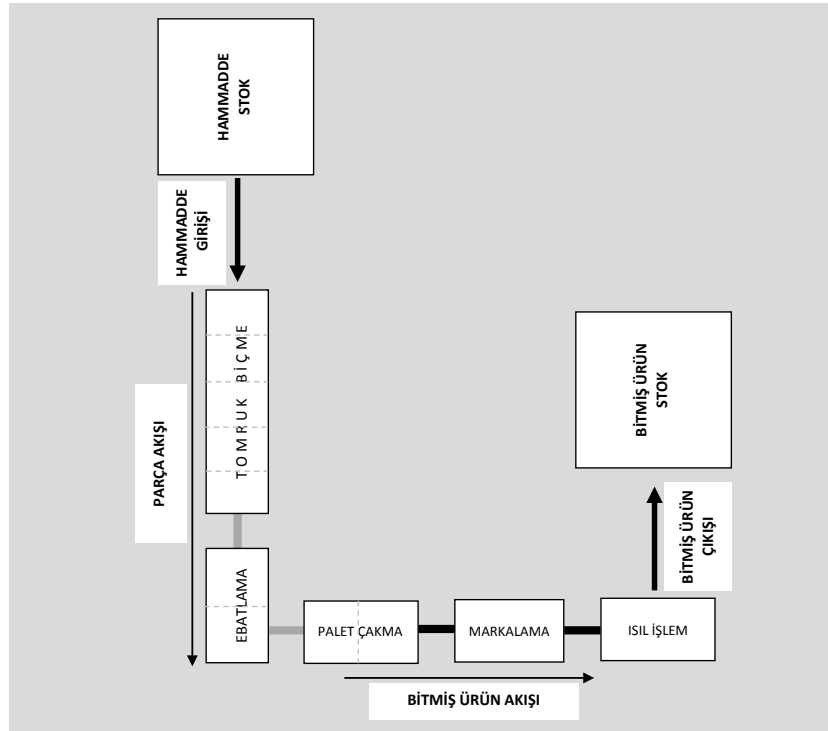 HAMMADDE
STOK
HAMMADDE
GİRİŞİ
TOMRUK BİÇME
PARÇA AKIŞI
EBATLAMA
PALET ÇAKMA
MARKALAMA
ISIL İŞLEM
BİTMİŞ ÜRÜN AKIŞI
BİTMİŞ ÜRÜN
ÇIKIŞI
BİTMİŞ ÜRÜN
STOK